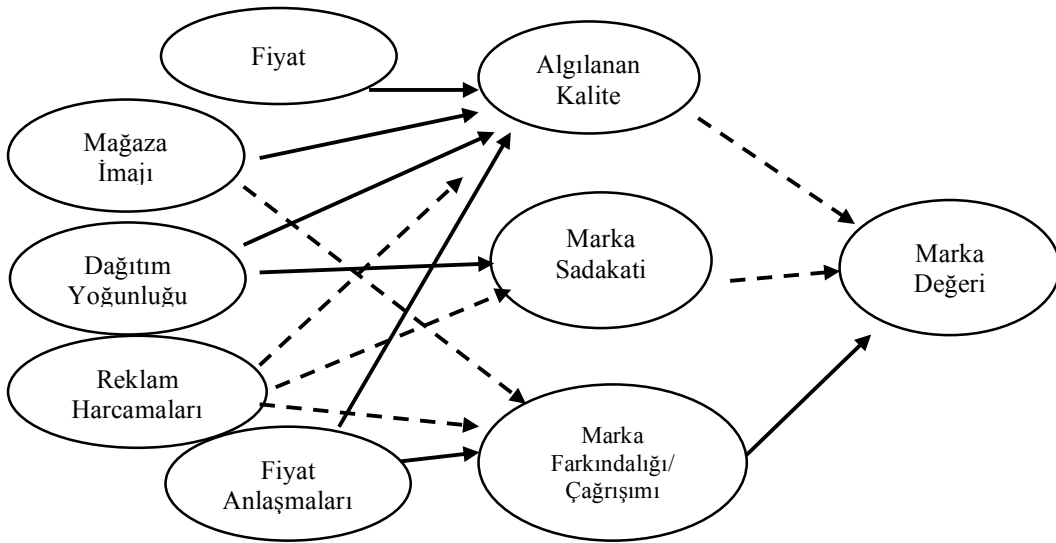 Fiyat
Algılanan
Kalite
Mağaza
İmajı
Marka
Sadakati
Marka
Değeri
Dağıtım
Yoğunluğu
Reklam
Harcamaları
Marka
Farkındalığı/
Çağrışımı
Fiyat
Anlaşmaları